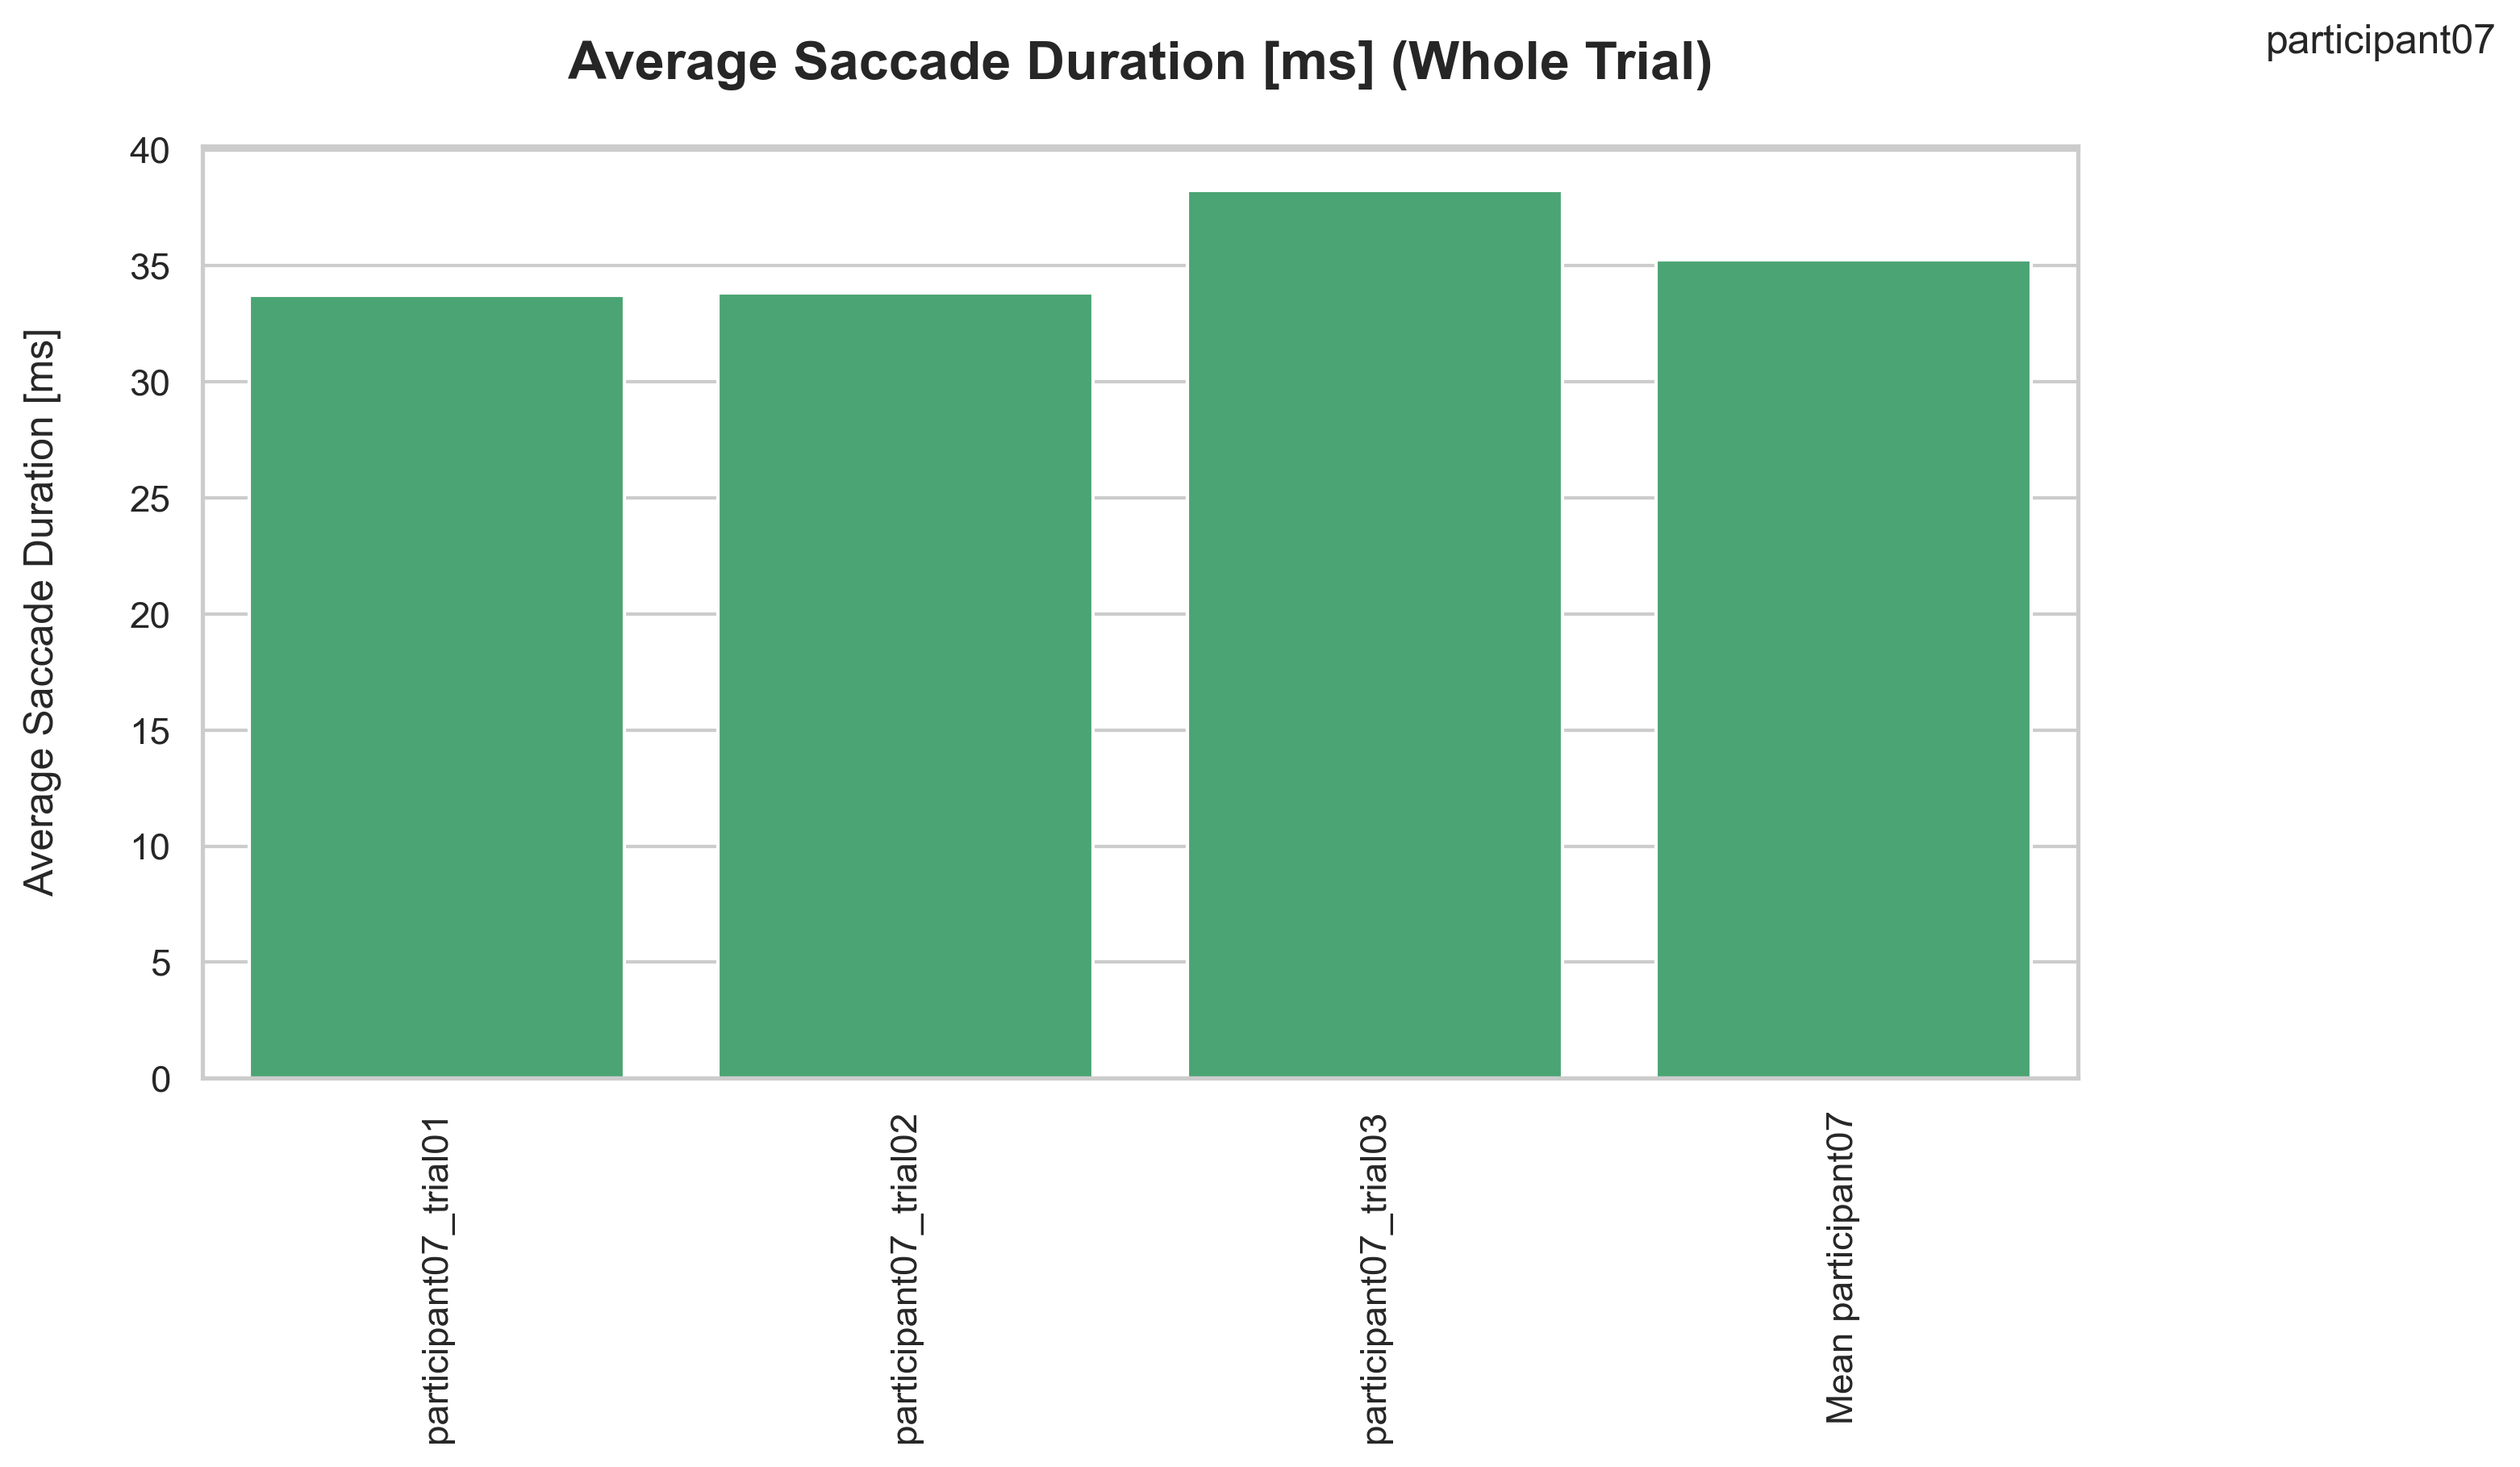 participant07
Average Saccade Duration [ms] (Whole Trial)
Average Saccade Duration [ms]
40
35
30
25
20
15
10
5
0
participant07_trial01
participant07_trial02
participant07_trial03
Mean participant07